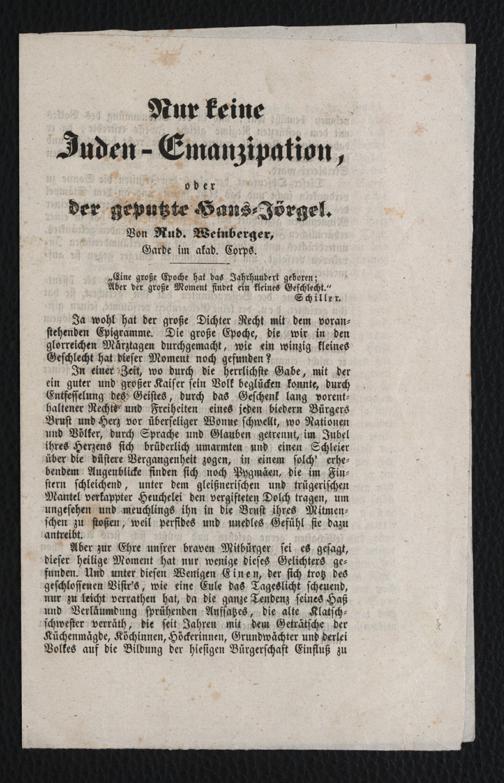 Nur keine
Juden-Emanzipation,
oder
der geputzte Hans-Jörgel.
Von Rud. Weinberger,
Garde im akad. Corps.
„Eine große Epoche hat das Jahrhundert geboren;
Aber der große Moment findet ein kleines Geschlecht.“
Schiller.
Ja wohl hat der große Dichter Recht mit dem voran-
stehenden Epigramme. Die große Epoche, die wir in den
glorreichen Märztagen durchgemacht, wie ein winzig kleines
Geschlecht hat dieser Moment noch gefunden?
In einer Zeit, wo durch die herrlichste Gabe, mit der
ein guter und großer Kaiser sein Volk beglücken konnte, durch
Entfesselung des Geistes, durch das Geschenk lang vorent-
haltener Rechte und Freiheiten eines jeden biedern Bürgers
Brust und Herz vor überseliger Wonne schwellt, wo Nationen
und Völker, durch Sprache und Glauben getrennt, im Jubel
ihres Herzens sich brüderlich umarmten und einen Schleier
über die düstere Vergangenheit zogen, in einem solch' erhe-
bendem Augenblicke finden sich noch Pygmäen, die im Fin-
stern schleichend, unter dem gleißnerischen und trügerischen
Mantel verkappter Heuchelei den vergifteten Dolch tragen, um
ungesehen und meuchlings ihn in die Brust ihres Mitmen-
schen zu stoßen, weil perfides und unedles Gefühl sie dazu
antreibt.
Aber zur Ehre unsrer braven Mitbürger sei es gesagt,
dieser heilige Moment hat nur wenige dieses Gelichters ge-
funden. Und unter diesen Wenigen Einen, der sich trotz des
geschlossenen Visir's, wie eine Eule das Tageslicht scheuend,
nur zu leicht verrathen hat, da die ganze Tendenz seines Haß
und Verläumdung sprühenden Aufsatzes, die alte Klatsch-
schwester verräth, die seit Jahren mit dem Geträtsche der
Küchenmägde, Köchinnen, Höckerinnen, Grundwächter und derlei
Volkes auf die Bildung der hiesigen Bürgerschaft Einfluß zu